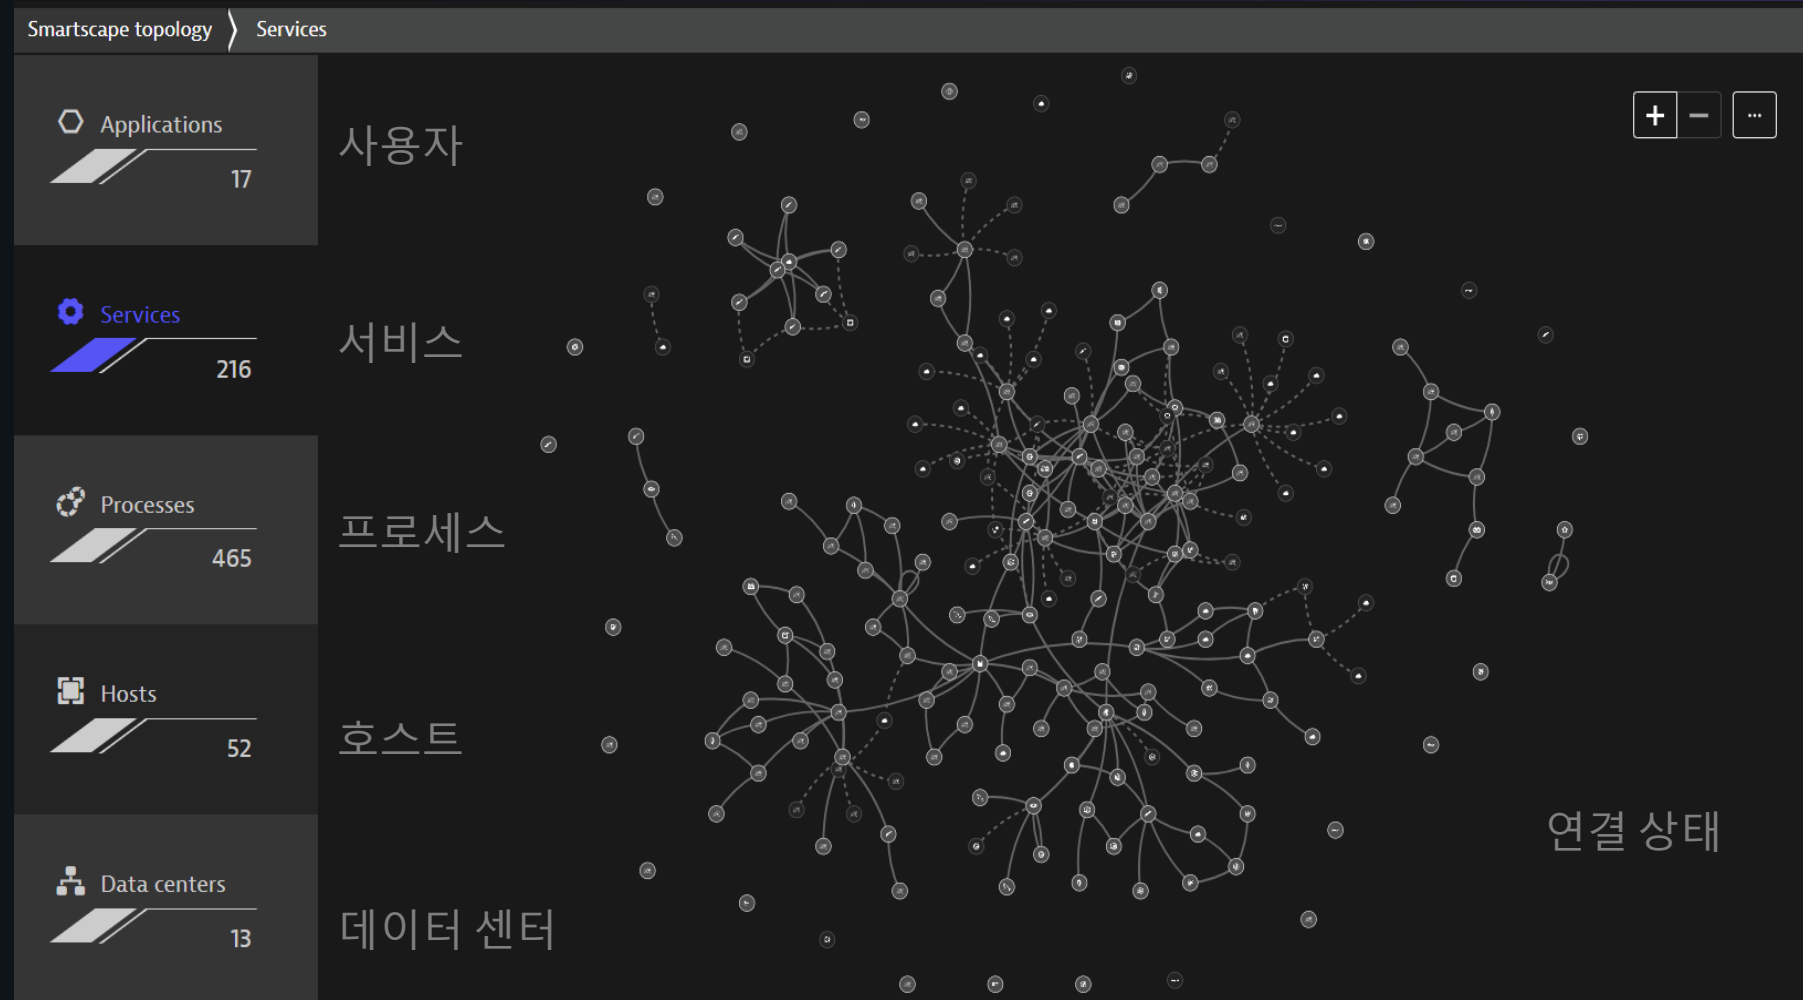 Smartscape topology
Services
Applications
17
사용자
Services
216
서비스
Processes
465
프로세스
Hosts
52
호스트
Data centers
13
데이터 센터
연결 상태